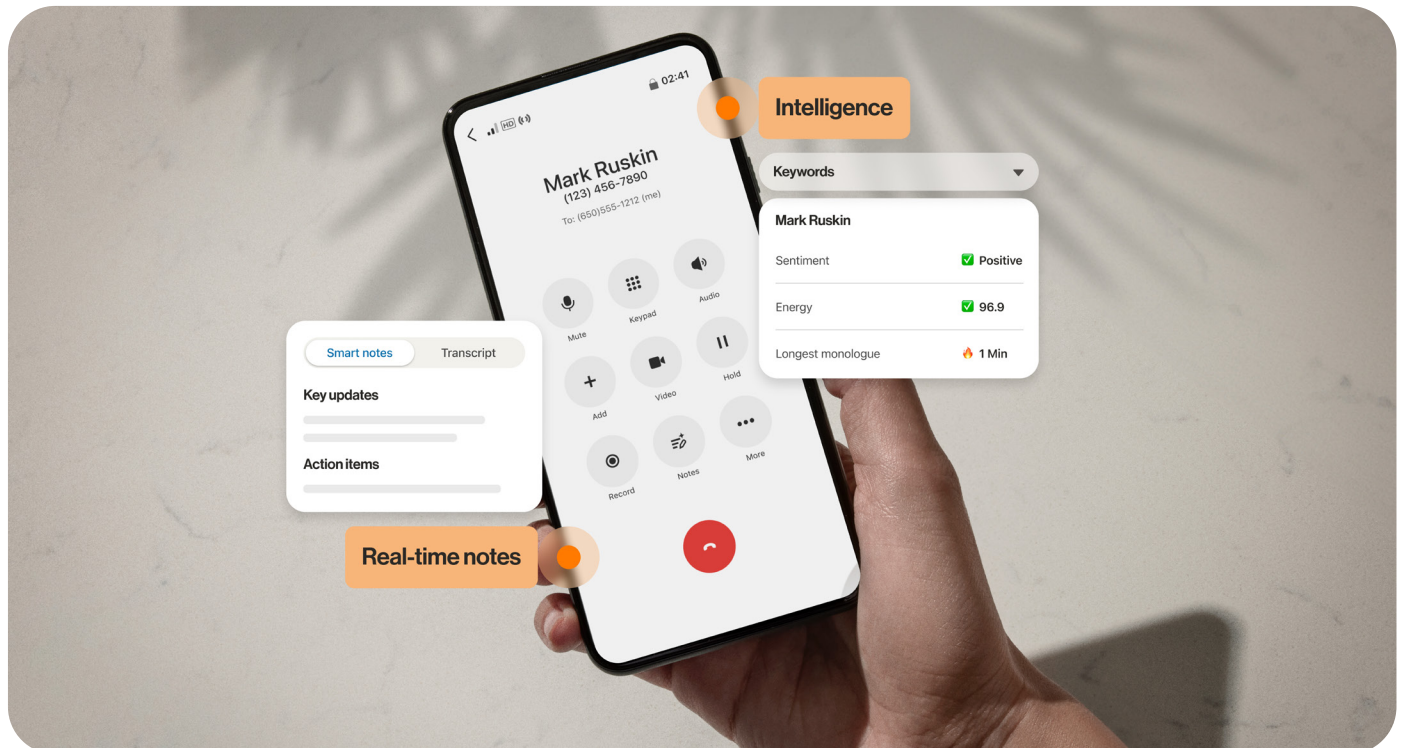 02:41
HD
Mark Ruskin
(123) 456-7890
To: (650)555-1212 (me)
Mute
Keypad
Audio
Add
Video
Hold
Record
Notes
More
Intelligence
Keywords
Mark Ruskin
Sentiment ✅ Positive
Energy ✅ 96.9
Longest monologue 🔥 1 Min
Smart notes Transcript
Key updates
Action items
Real-time notes